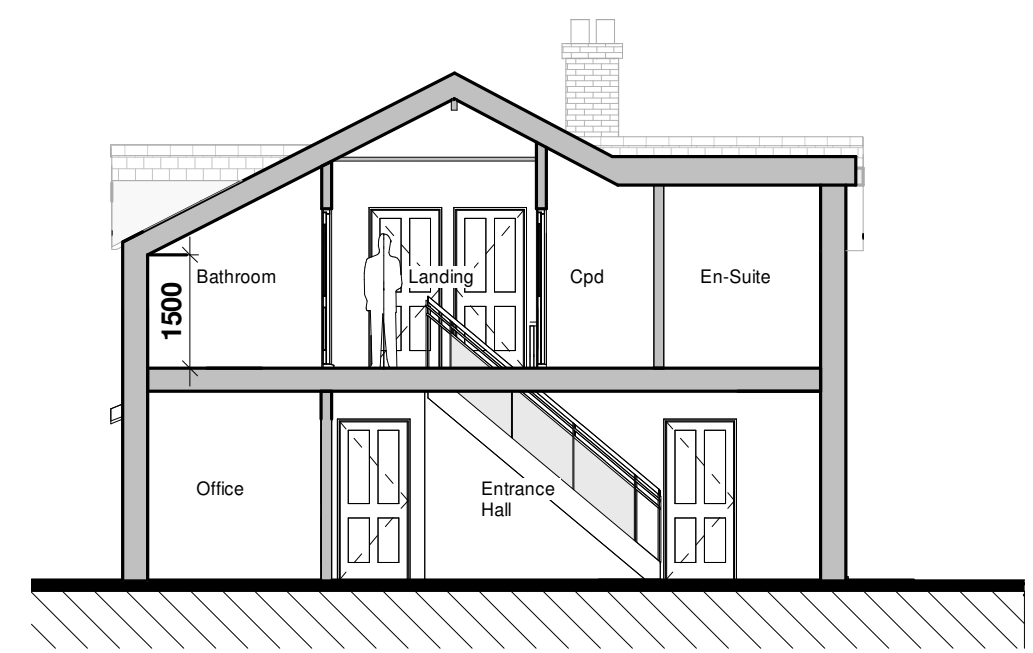 Bathroom
Landing
Cpd
En-Suite
1500
Office
Entrance
Hall